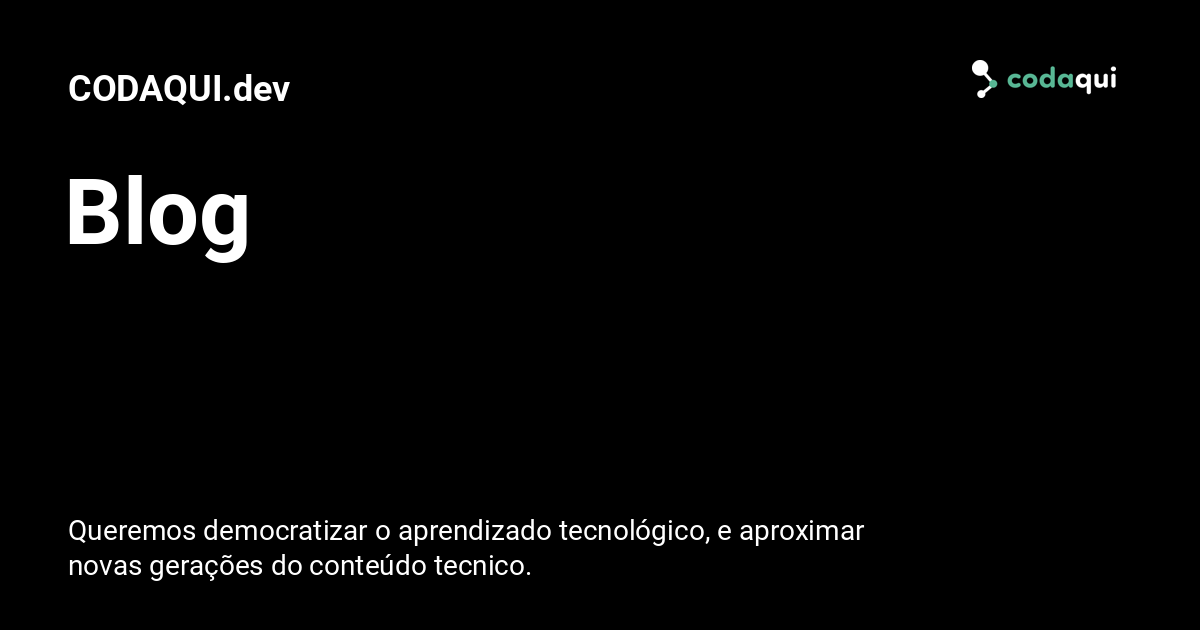 CODAQUI.dev
codaqui
Blog
Queremos democratizar o aprendizado tecnológico, e aproximar
novas gerações do conteúdo tecnico.